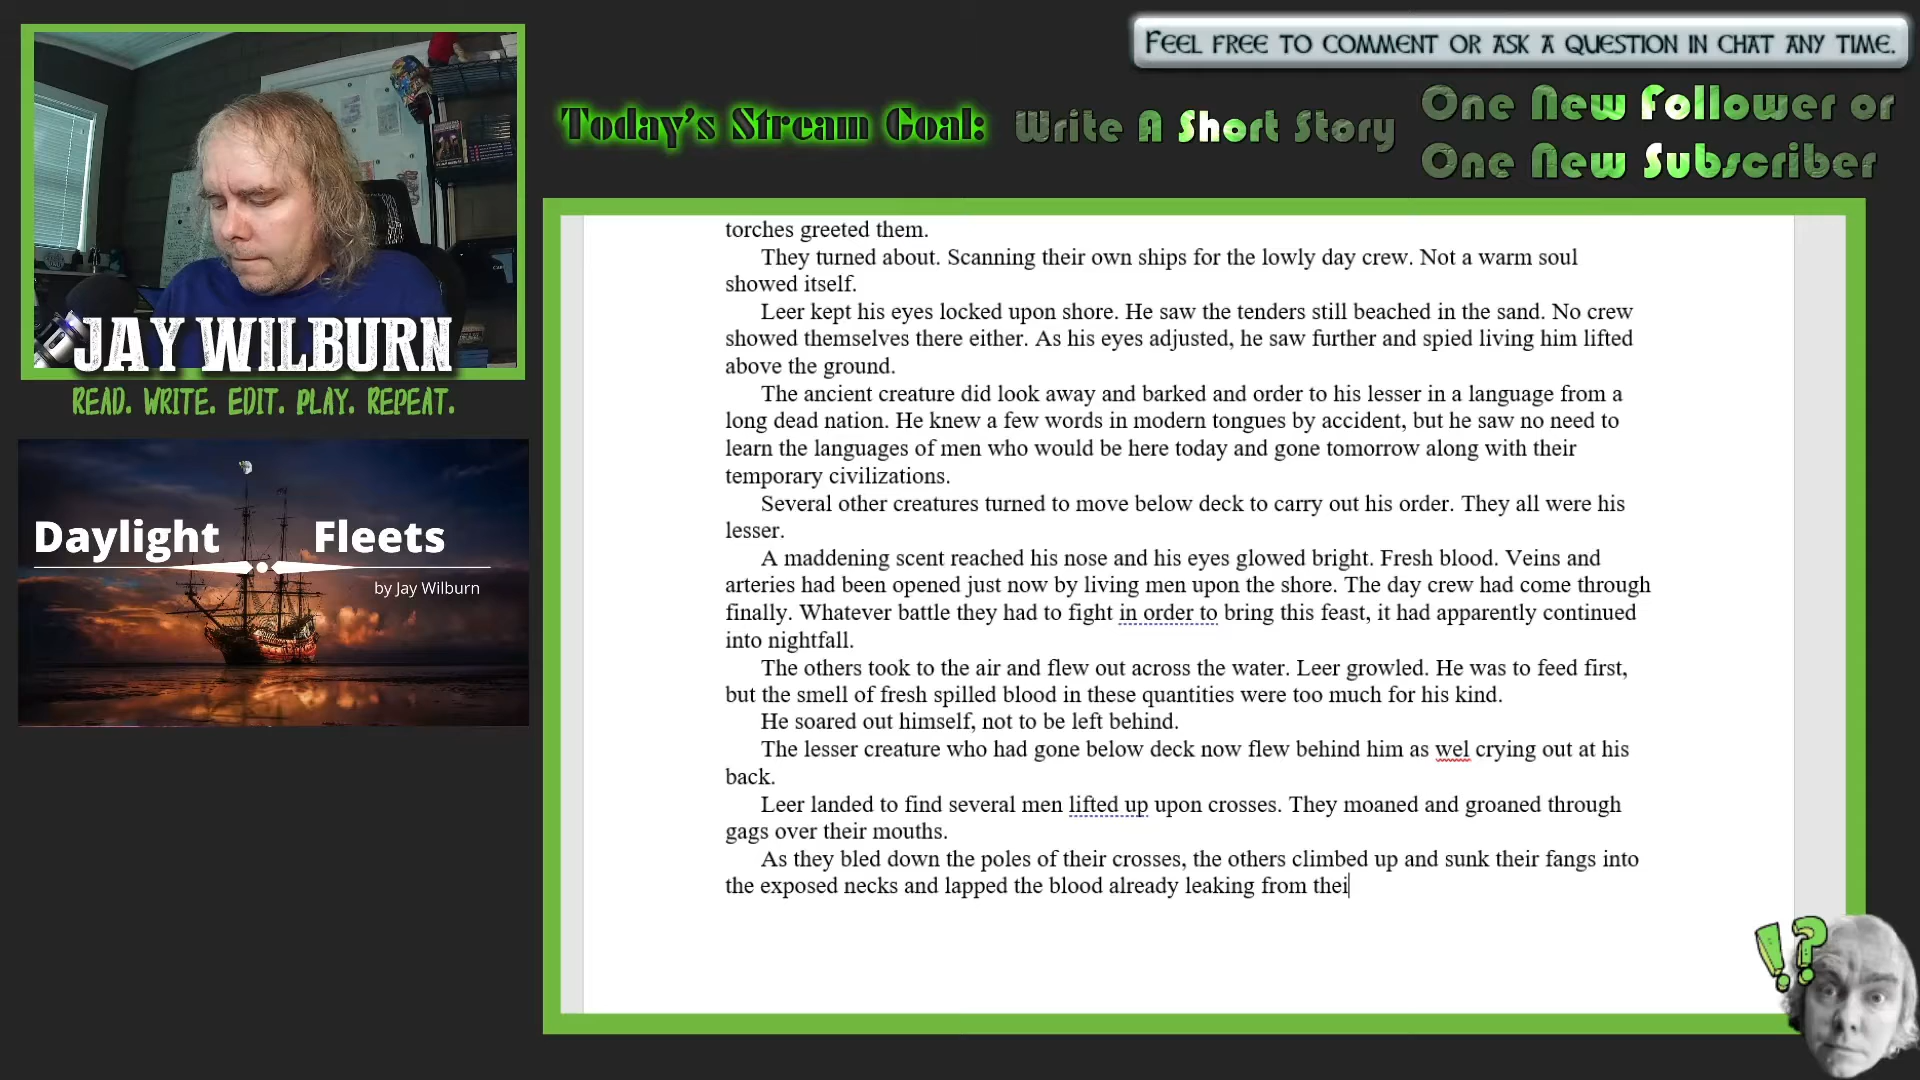 FEEL FREE TO COMMENT OR ASK A QUESTION IN CHAT ANY TIME.
Today's Stream Goal:
Write A Short Story
One New Follower or
One New Subscriber
JAY WILBURN
READ. WRITE. EDIT. PLAY. REPEAT.
Daylight Fleets
by Jay Wilburn
torches greeted them.
They turned about. Scanning their own ships for the lowly day crew. Not a warm soul
showed itself.
Leer kept his eyes locked upon shore. He saw the tenders still beached in the sand. No crew
showed themselves there either. As his eyes adjusted, he saw further and spied living him lifted
above the ground.
The ancient creature did look away and barked and order to his lesser in a language from a
long dead nation. He knew a few words in modern tongues by accident, but he saw no need to
learn the languages of men who would be here today and gone tomorrow along with their
temporary civilizations.
Several other creatures turned to move below deck to carry out his order. They all were his
lesser.
A maddening scent reached his nose and his eyes glowed bright. Fresh blood. Veins and
arteries had been opened just now by living men upon the shore. The day crew had come through
finally. Whatever battle they had to fight in order to bring this feast, it had apparently continued
into nightfall.
The others took to the air and flew out across the water. Leer growled. He was to feed first,
but the smell of fresh spilled blood in these quantities were too much for his kind.
He soared out himself, not to be left behind.
The lesser creature who had gone below deck now flew behind him as wel crying out at his
back.
Leer landed to find several men lifted up upon crosses. They moaned and groaned through
gags over their mouths.
As they bled down the poles of their crosses, the others climbed up and sunk their fangs into
the exposed necks and lapped the blood already leaking from thei
!?